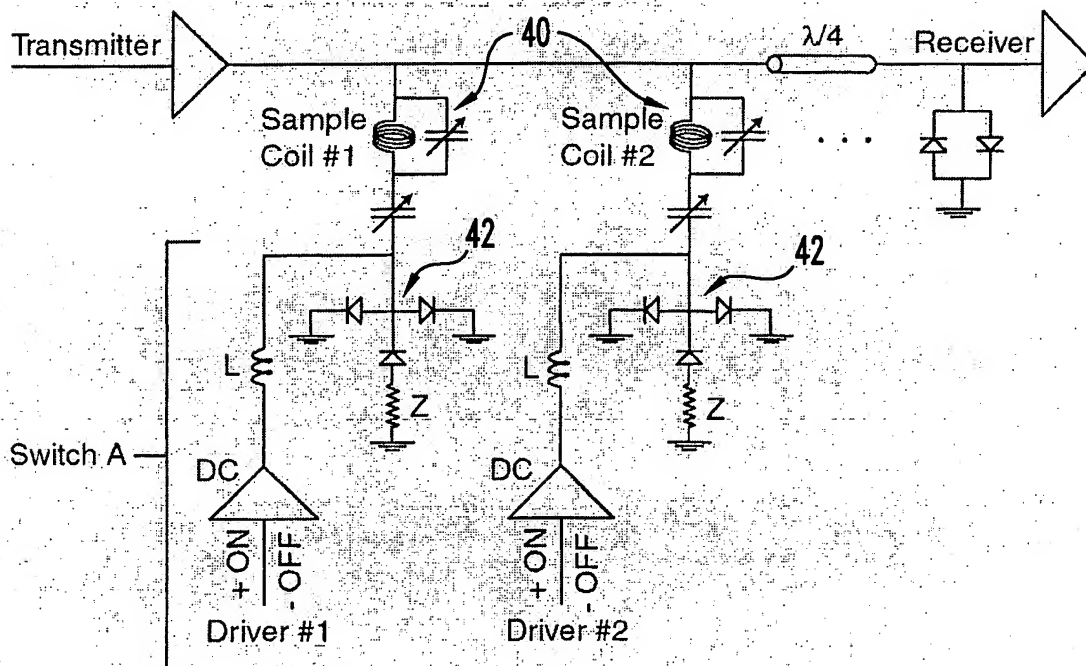 Transmitter
40
λ/4
Receiver
Sample
Coil #1
Sample
Coil #2
. . .
42
42
L
Z
L
Z
Switch A
DC
DC
+ ON
- OFF
+ ON
- OFF
Driver #1
Driver #2